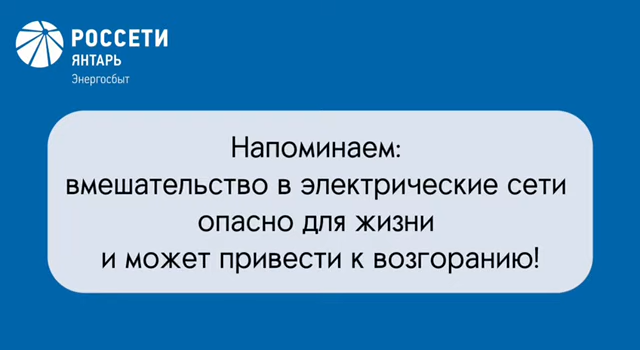 РОССЕТИ
ЯНТАРЬ
Энергосбыт
Напоминаем:
вмешательство в электрические сети
опасно для жизни
и может привести к возгоранию!